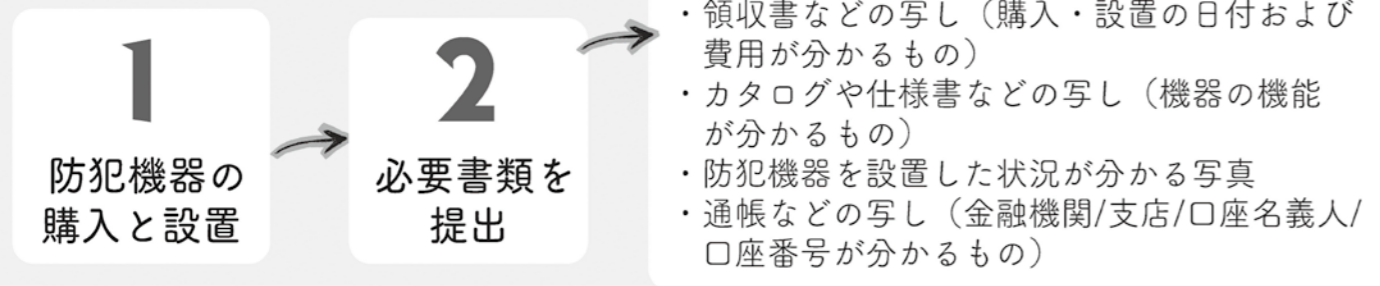 1
防犯機器の
購入と設置
2
必要書類を
提出
・領収書などの写し（購入・設置の日付および
費用が分かるもの）
・カタログや仕様書などの写し（機器の機能
が分かるもの）
・防犯機器を設置した状況が分かる写真
・通帳などの写し（金融機関/支店/口座名義人/
口座番号が分かるもの）